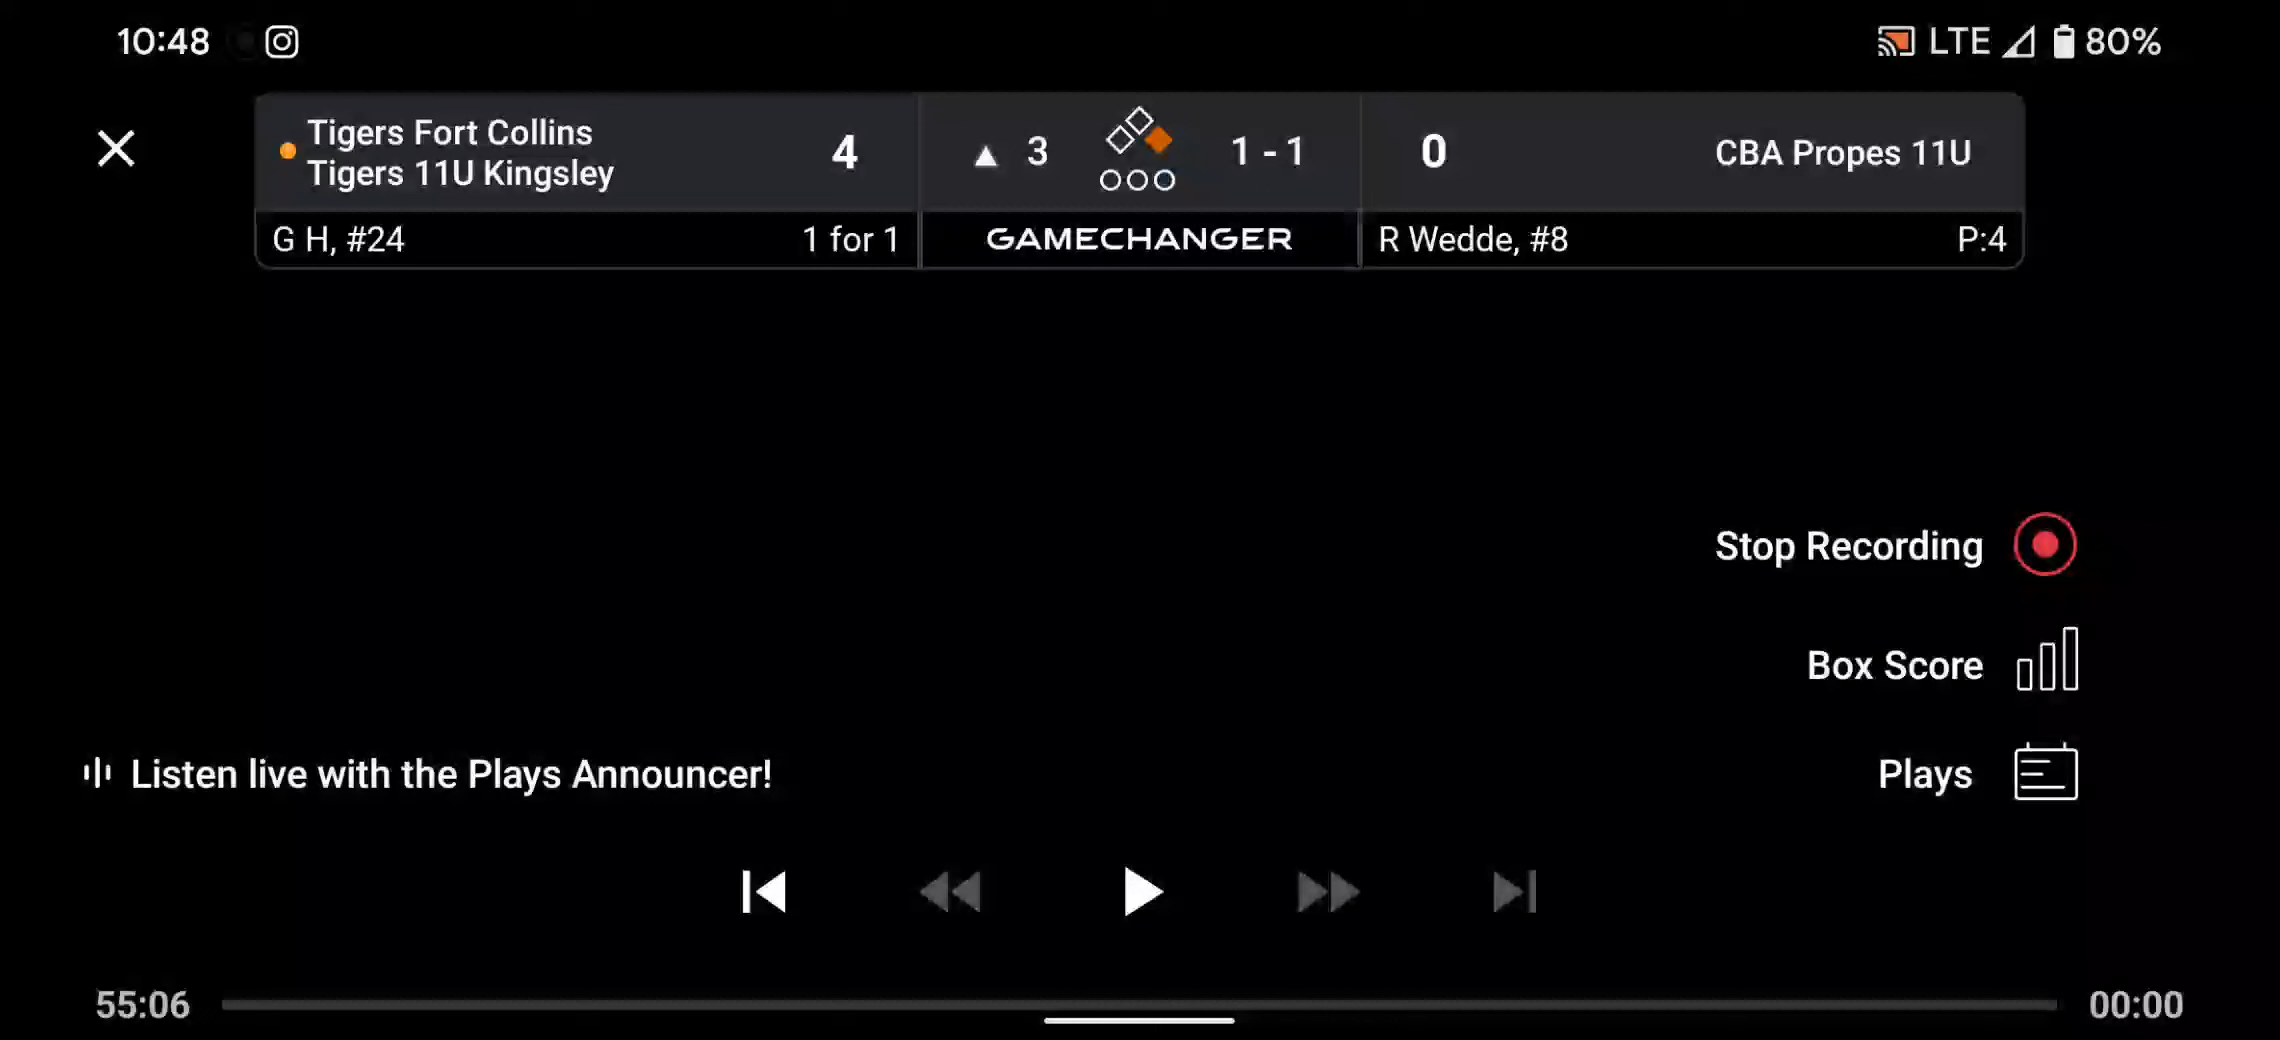 10:48
LTE 80%
Tigers Fort Collins
Tigers 11U Kingsley
4
3
1 - 1
0
CBA Propes 11U
G H, #24
1 for 1
GAMECHANGER
R Wedde, #8
P:4
Stop Recording
Box Score
Listen live with the Plays Announcer!
Plays
55:06
00:00